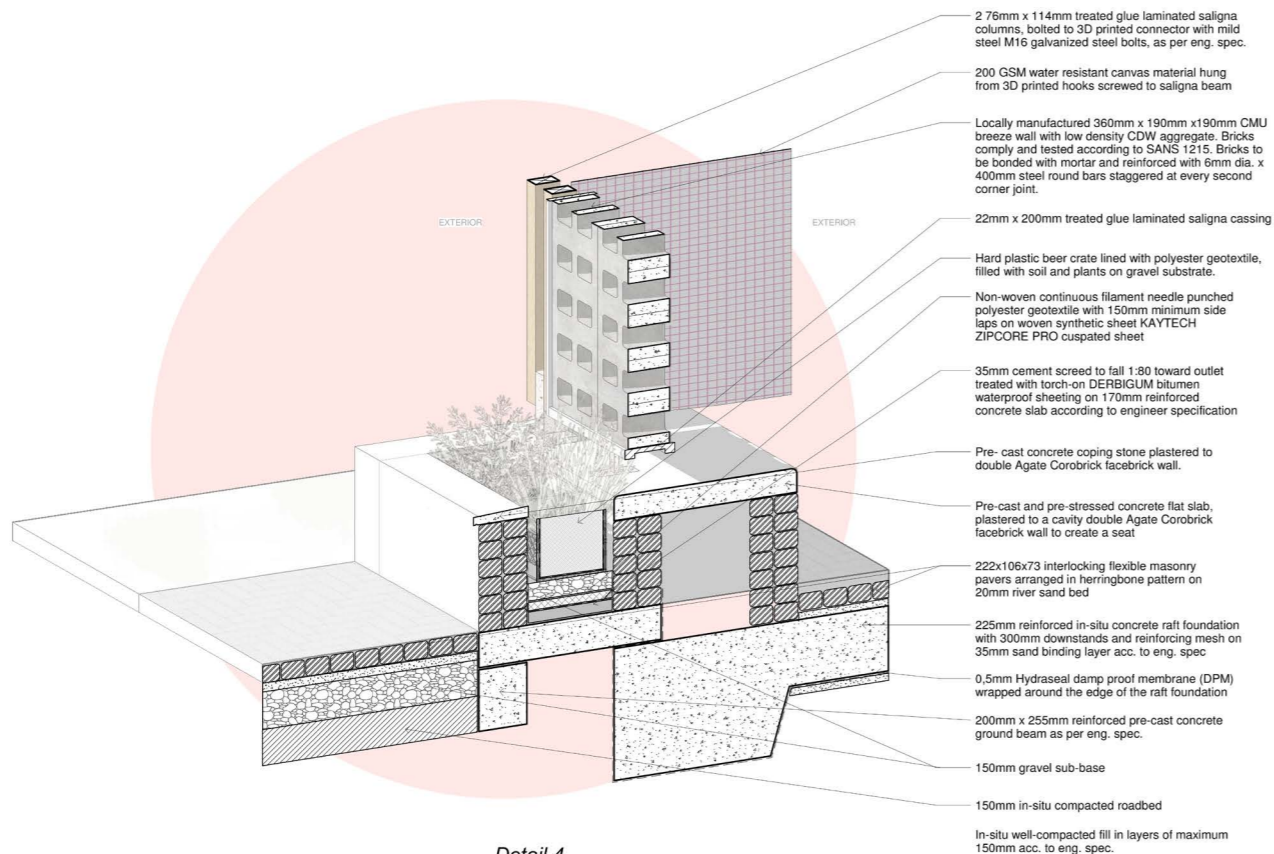 2 76mm x 114mm treated glue laminated saligna
columns, bolted to 3D printed connector with mild
steel M16 galvanized steel bolts, as per eng. spec.
200 GSM water resistant canvas material hung
from 3D printed hooks screwed to saligna beam
Locally manufactured 360mm x 190mm x190mm CMU
breeze wall with low density CDW aggregate. Bricks
comply and tested according to SANS 1215. Bricks to
be bonded with mortar and reinforced with 6mm dia. x
400mm steel round bars staggered at every second
corner joint.
EXTERIOR
EXTERIOR
22mm x 200mm treated glue laminated saligna cassing
Hard plastic beer crate lined with polyester geotextile,
filled with soil and plants on gravel substrate.
Non-woven continuous filament needle punched
polyester geotextile with 150mm minimum side
laps on woven synthetic sheet KAYTECH
ZIPCORE PRO cuspated sheet
35mm cement screed to fall 1:80 toward outlet
treated with torch-on DERBIGUM bitumen
waterproof sheeting on 170mm reinforced
concrete slab according to engineer specification
Pre- cast concrete coping stone plastered to
double Agate Corobrick facebrick wall.
Pre-cast and pre-stressed concrete flat slab,
plastered to a cavity double Agate Corobrick
facebrick wall to create a seat
222x106x73 interlocking flexible masonry
pavers arranged in herringbone pattern on
20mm river sand bed
225mm reinforced in-situ concrete raft foundation
with 300mm downstands and reinforcing mesh on
35mm sand binding layer acc. to eng. spec
0,5mm Hydraseal damp proof membrane (DPM)
wrapped around the edge of the raft foundation
200mm x 255mm reinforced pre-cast concrete
ground beam as per eng. spec.
150mm gravel sub-base
150mm in-situ compacted roadbed
In-situ well-compacted fill in layers of maximum
150mm acc. to eng. spec.
Detail 4